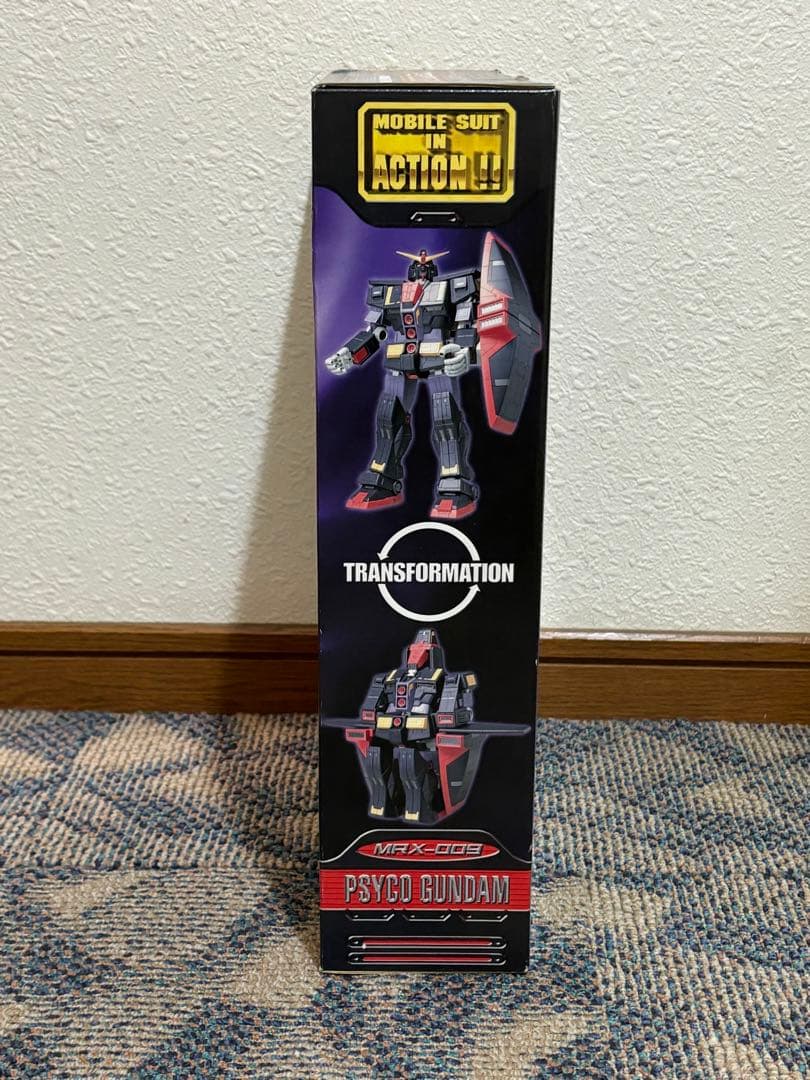 MOBILE SUIT
IN
ACTION !!
TRANSFORMATION
MRX-009
PSYCO GUNDAM